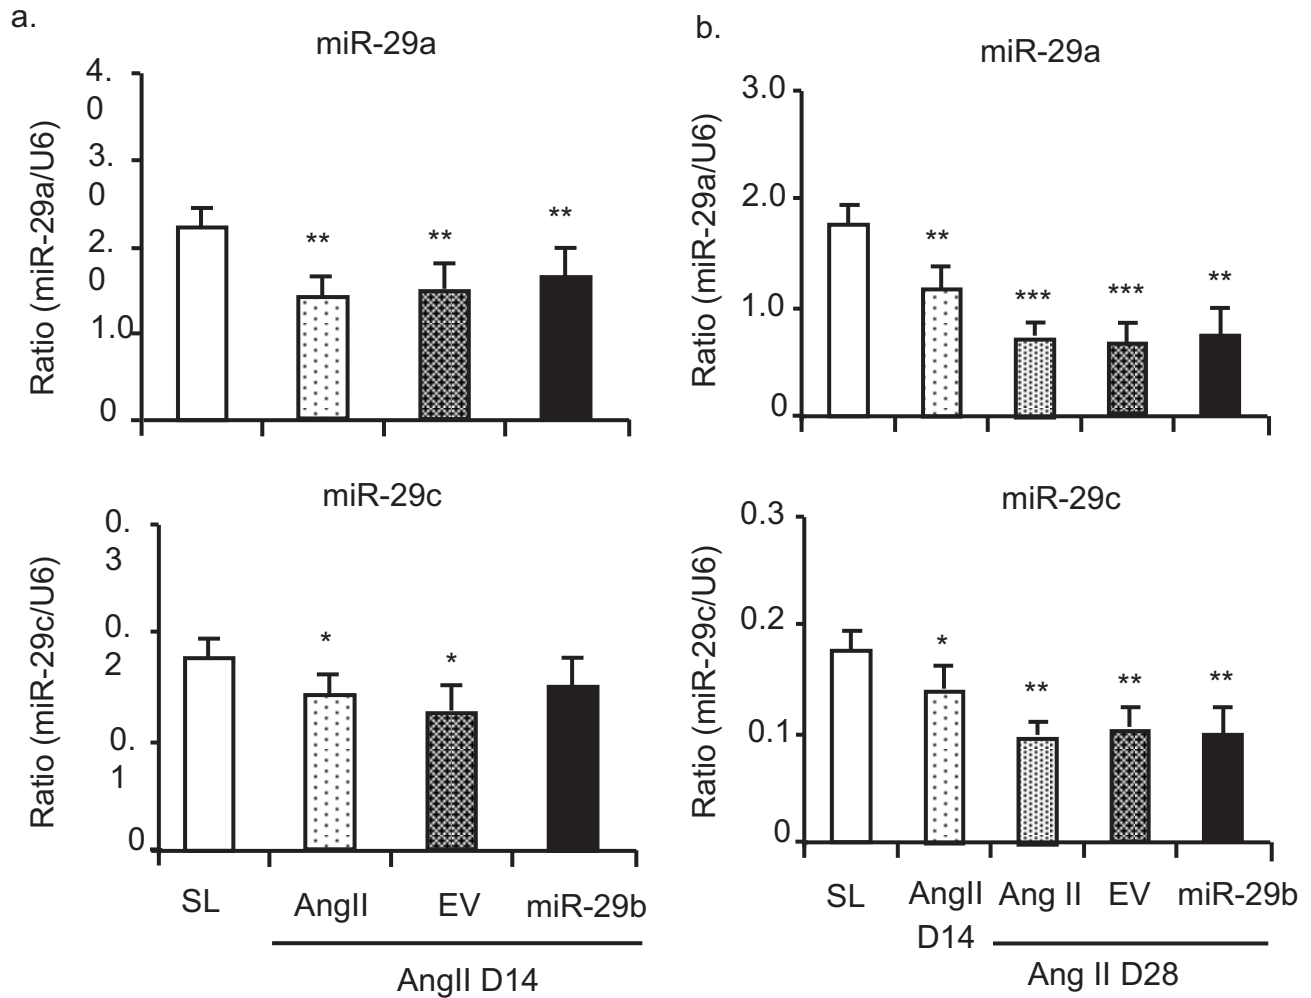 a.
miR-29a
Ratio (miR-29a/U6)
4.
0
3.
0
2.
0
1.0
0
**
**
**
miR-29c
Ratio (miR-29c/U6)
0.
3
0.
2
0.
1
0
*
*
SL
AngII
EV
miR-29b
AngII D14
b.
miR-29a
Ratio (miR-29a/U6)
3.0
2.0
1.0
0
**
***
***
**
miR-29c
Ratio (miR-29c/U6)
0.3
0.2
0.1
0
*
**
**
**
SL
AngII
D14
Ang II
EV
miR-29b
Ang II D28